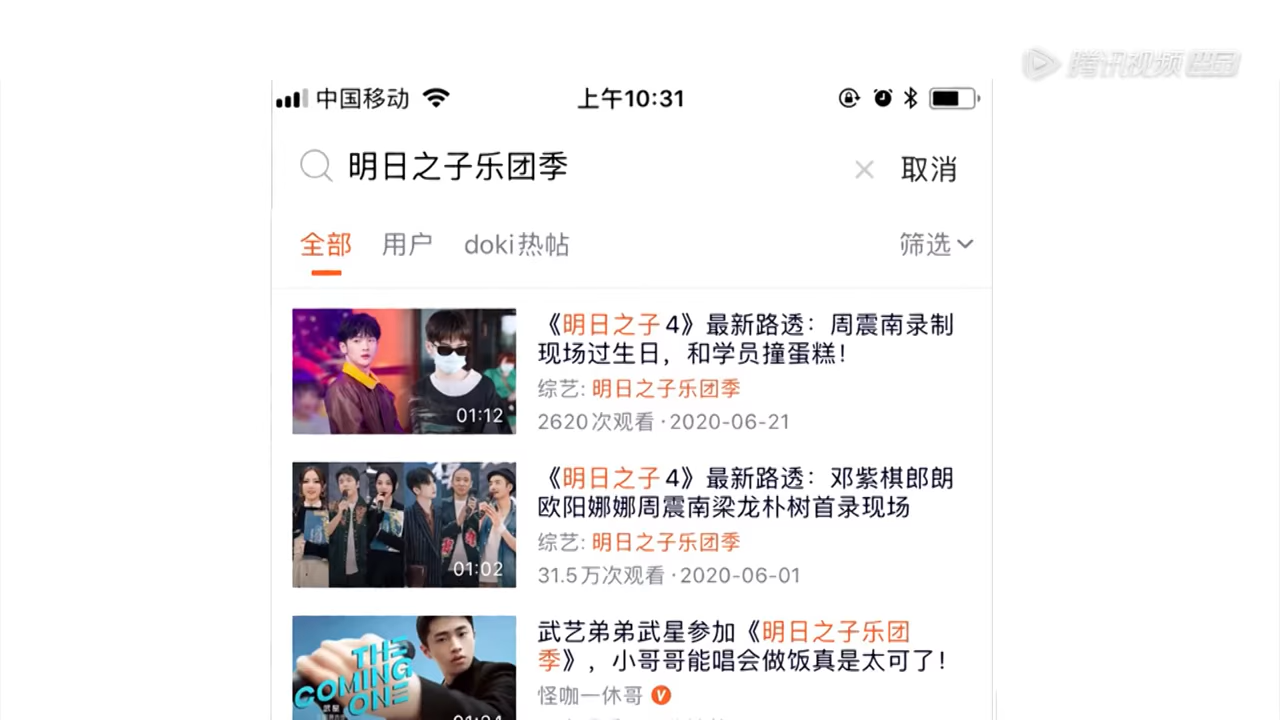 腾讯视频 出品
中国移动
上午10:31
明日之子乐团季
取消
全部
用户
doki热帖
筛选
《明日之子4》最新路透：周震南录制
现场过生日，和学员撞蛋糕！
综艺: 明日之子乐团季
2620次观看 · 2020-06-21
01:12
《明日之子4》最新路透：邓紫棋郎朗
欧阳娜娜周震南梁龙朴树首录现场
综艺: 明日之子乐团季
31.5万次观看 · 2020-06-01
01:02
武艺弟弟武星参加《明日之子乐团
季》，小哥哥能唱会做饭真是太可了！
怪咖一休哥
THE
COMING
ONE
武星